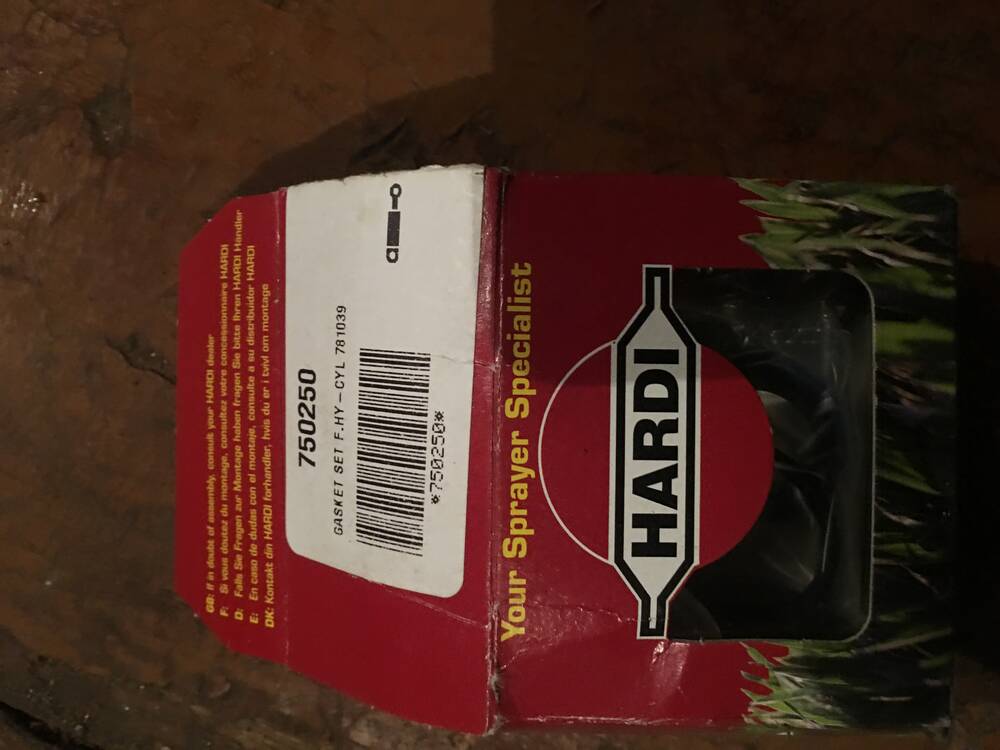 GB: If in doubt of assembly, consult your HARDI dealer
F: Si vous doutez du montage, consultez votre concessionnaire HARDI
D: Falls Sie Fragen zur Montage haben fragen Sie bitte Ihren HARDI Händler
E: En caso de dudas con el montaje, consulte a su distribuidor HARDI
DK: Kontakt din HARDI forhandler, hvis du er i tvivl om montage
750250
GASKET SET F.HY-CYL 781039
*750250*
Your Sprayer Specialist
HARDI